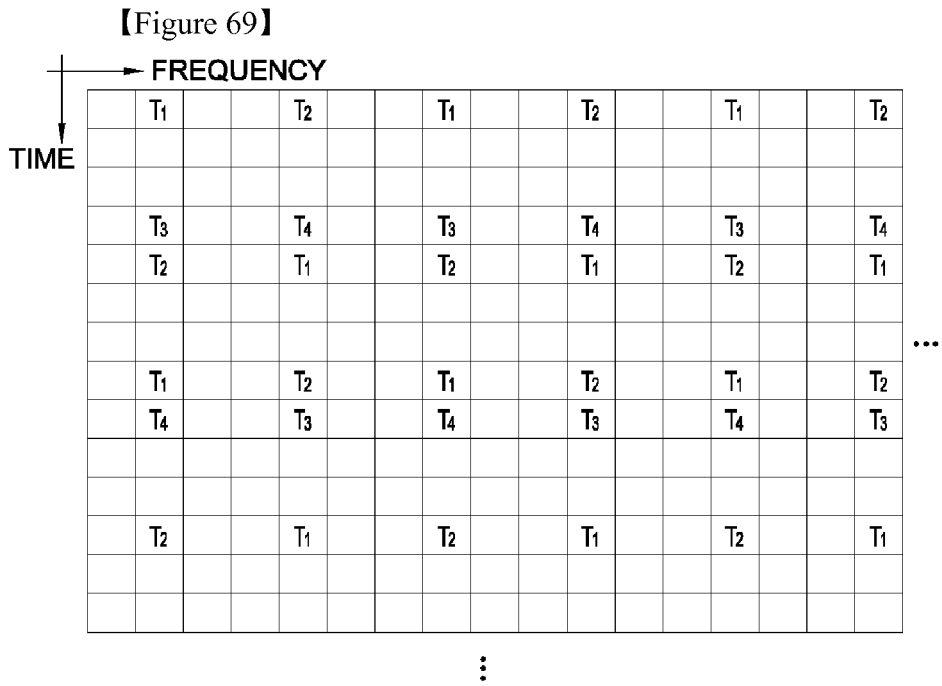 【Figure 69】
FREQUENCY
TIME
T1 T2 T1 T2 T1 T2
T3 T4 T3 T4 T3 T4
T2 T1 T2 T1 T2 T1
...
T1 T2 T1 T2 T1 T2
T4 T3 T4 T3 T4 T3
T2 T1 T2 T1 T2 T1
...